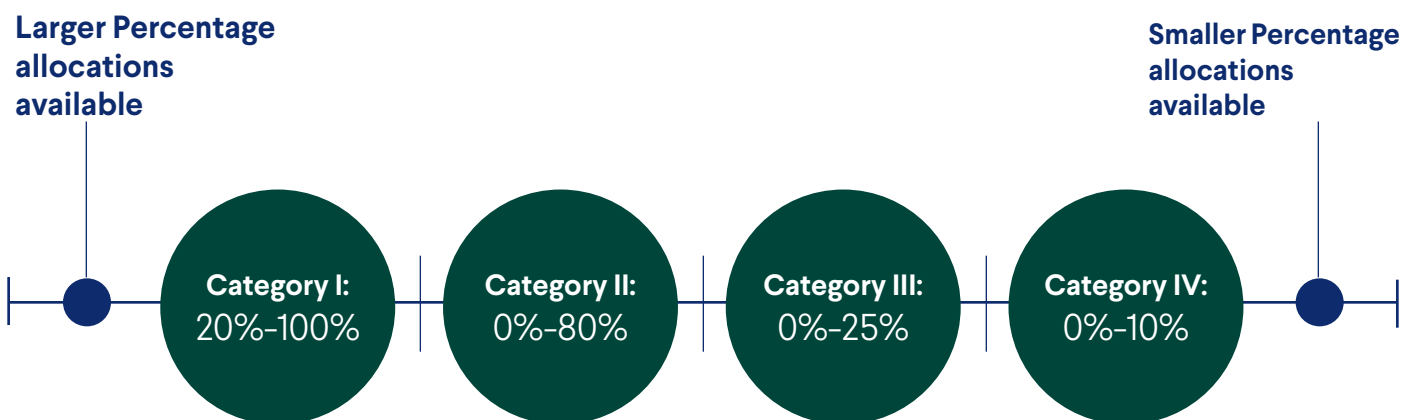 Larger Percentage
allocations
available
Smaller Percentage
allocations
available
Category I:
20%-100%
Category II:
0%-80%
Category III:
0%-25%
Category IV:
0%-10%